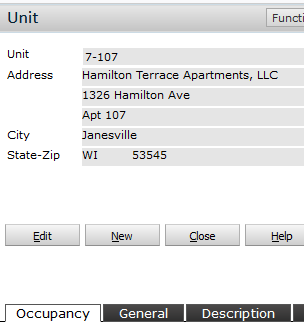 Unit Functi
Unit 7-107
Address Hamilton Terrace Apartments, LLC
1326 Hamilton Ave
Apt 107
City Janesville
State-Zip WI 53545
Edit New Close Help
Occupancy General Description